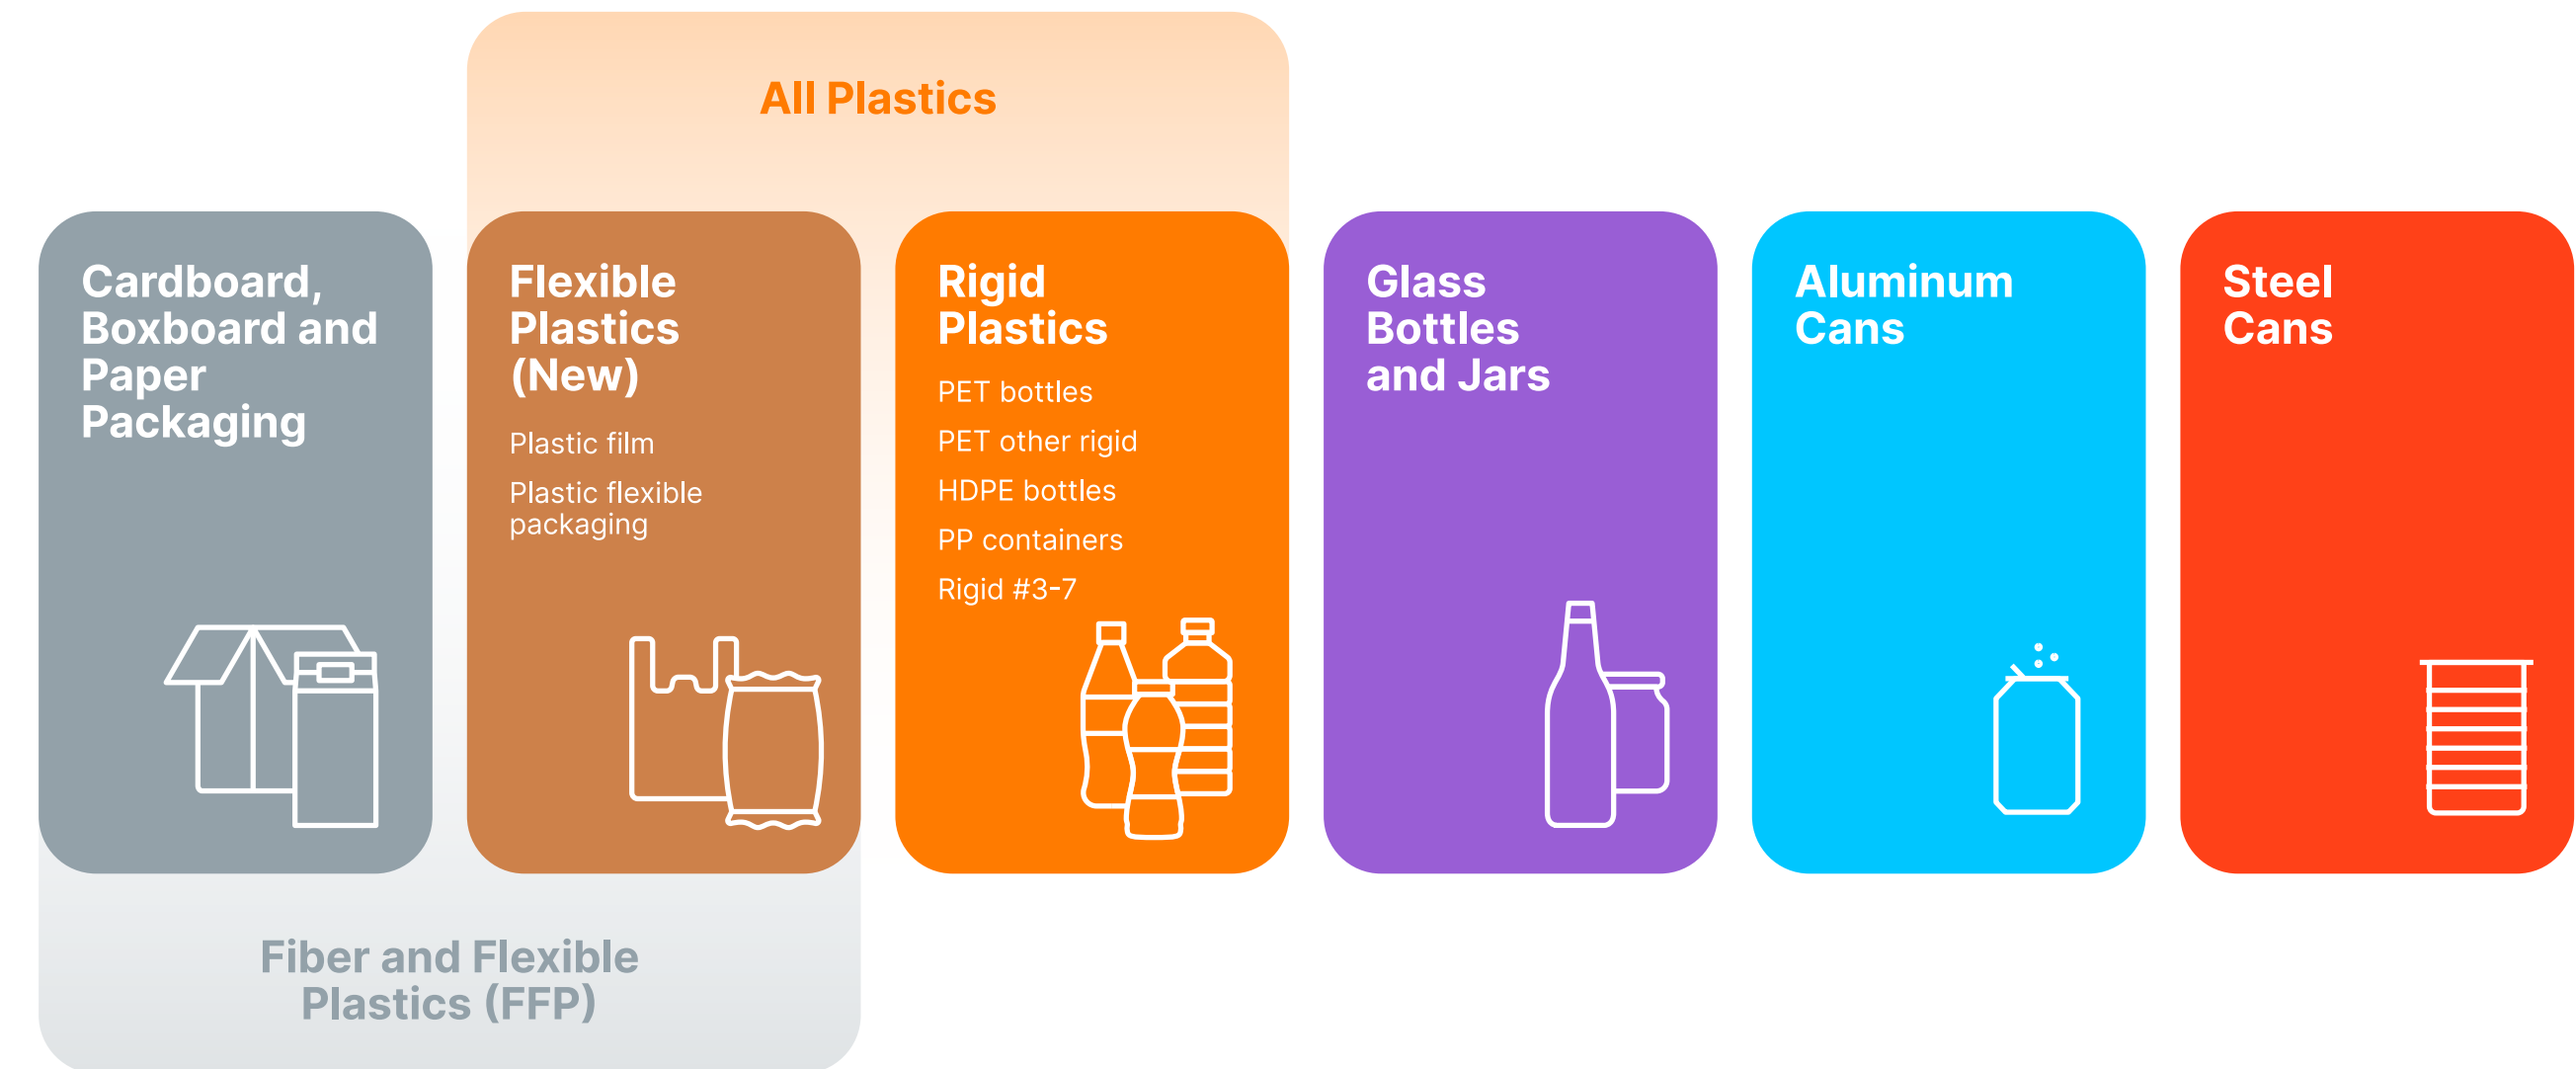 All Plastics
Cardboard,
Boxboard and
Paper
Packaging
Flexible
Plastics
(New)
Plastic film
Plastic flexible
packaging
Rigid
Plastics
PET bottles
PET other rigid
HDPE bottles
PP containers
Rigid #3-7
Glass
Bottles
and Jars
Aluminum
Cans
Steel
Cans
Fiber and Flexible
Plastics (FFP)